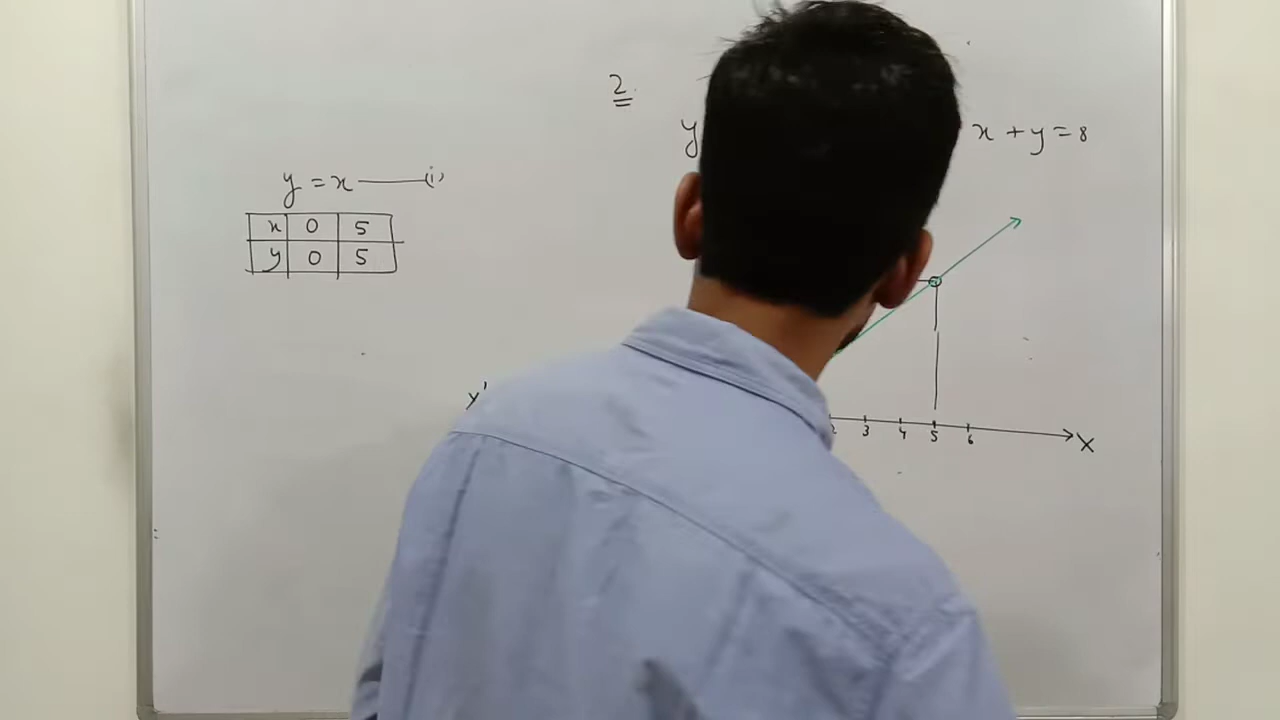 2.
y
x + y = 8
y = x ——— (i)
x 0 5
y 0 5
3 4 5 6
X